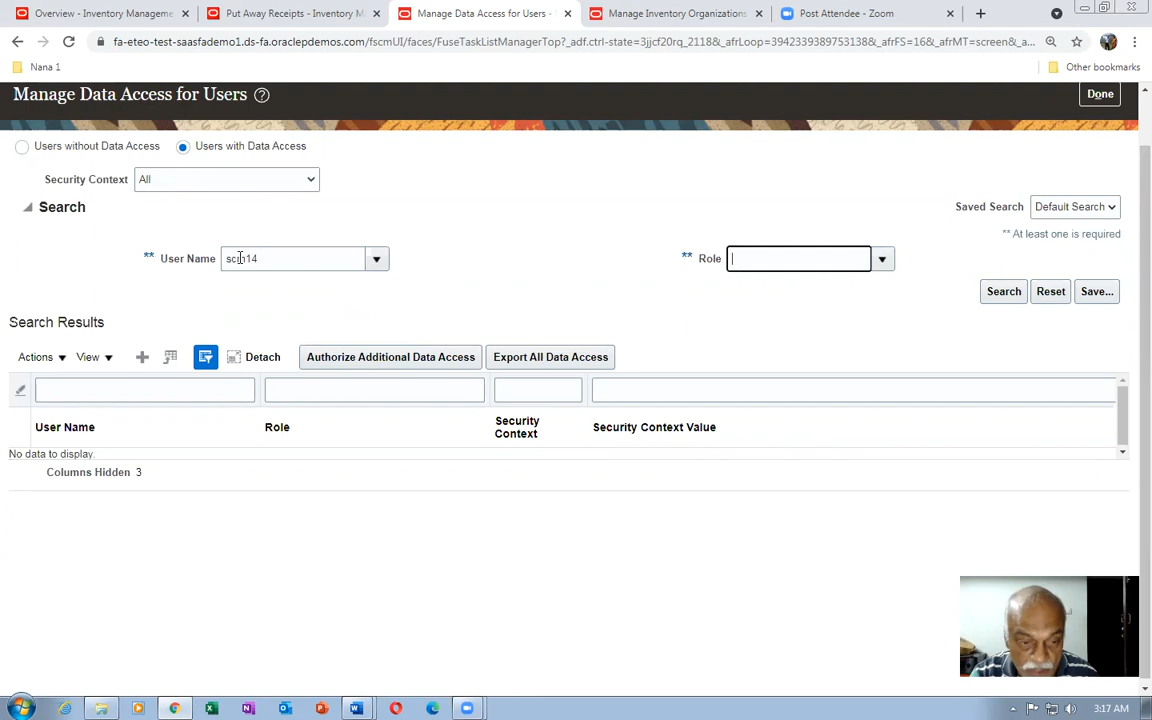 Overview - Inventory Manageme
Put Away Receipts - Inventory M
Manage Data Access for Users -
Manage Inventory Organizations
Post Attendee - Zoom
fa-eteo-test-saasfademo1.ds-fa.oraclepdemos.com/fscmUI/faces/FuseTaskListManagerTop?_adf.ctrl-state=3jjcf20rq_2118&_afrLoop=39423393897531​38&_afrFS=16&_afrMT=screen&_a...
Nana 1
Other bookmarks
Manage Data Access for Users
Done
Users without Data Access
Users with Data Access
Security Context
All
Search
Saved Search
Default Search
** At least one is required
** User Name
scm14
** Role
Search
Reset
Save...
Search Results
Actions
View
Detach
Authorize Additional Data Access
Export All Data Access
User Name
Role
Security Context
Security Context Value
No data to display.
Columns Hidden 3
3:17 AM